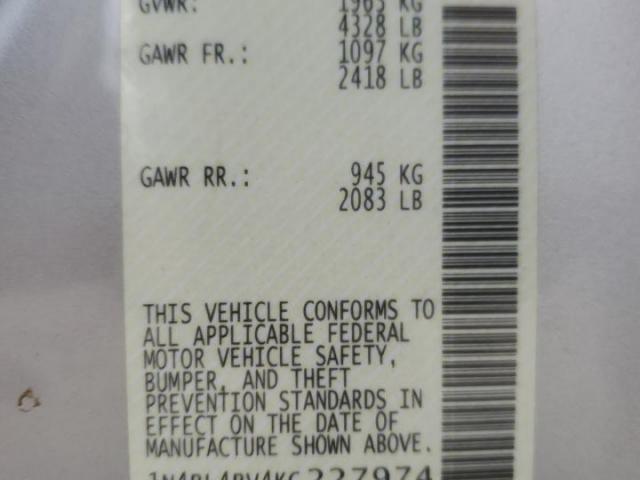 GVWR: 1963 KG
4328 LB
GAWR FR.: 1097 KG
2418 LB
GAWR RR.: 945 KG
2083 LB
THIS VEHICLE CONFORMS TO
ALL APPLICABLE FEDERAL
MOTOR VEHICLE SAFETY,
BUMPER, AND THEFT
PREVENTION STANDARDS IN
EFFECT ON THE DATE OF
MANUFACTURE SHOWN ABOVE.